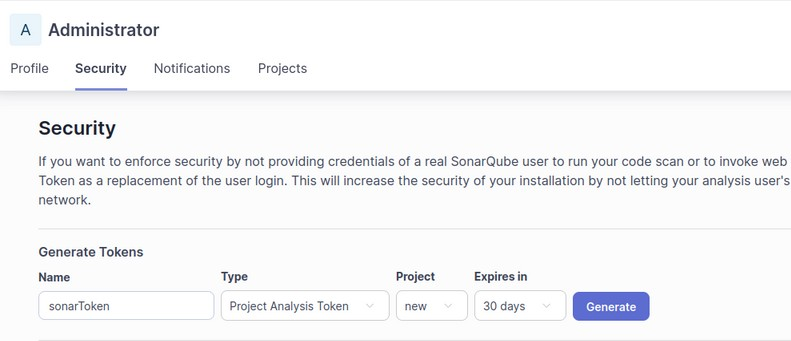 A Administrator
Profile Security Notifications Projects
Security
If you want to enforce security by not providing credentials of a real SonarQube user to run your code scan or to invoke web
Token as a replacement of the user login. This will increase the security of your installation by not letting your analysis user's
network.
Generate Tokens
Name Type Project Expires in
sonarToken Project Analysis Token new 30 days Generate